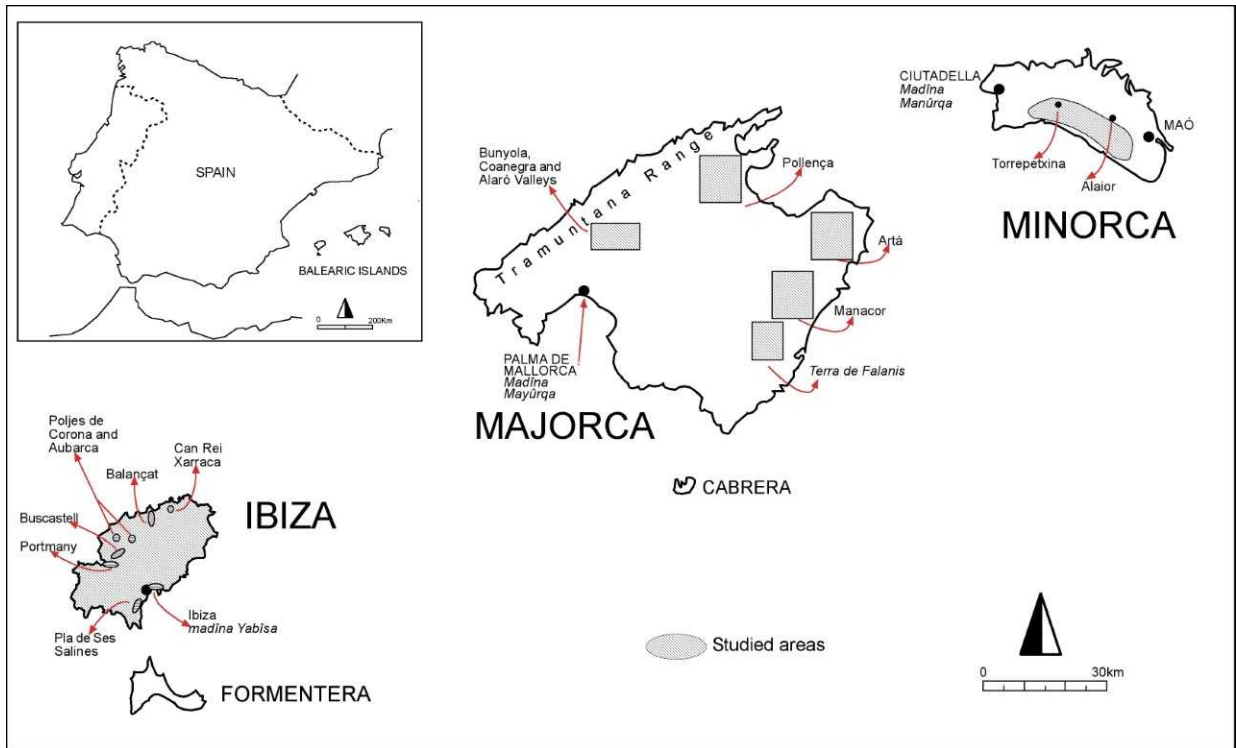 SPAIN
BALEARIC ISLANDS
0
200Km
Tramuntana Range
Bunyola,
Coanegra and
Alaró Valleys
Pollença
Artà
Manacor
Terra de Falanis
PALMA DE
MALLORCA
Madîna
Mayûrqa
MAJORCA
CABRERA
CIUTADELLA
Madîna
Manûrqa
MAÓ
Torrepetxina
Alaior
MINORCA
Poljes de
Corona and
Aubarca
Can Rei
Xarraca
Balançat
Buscastell
Portmany
IBIZA
Ibiza
madîna Yabisa
Pla de Ses
Salines
FORMENTERA
Studied areas
0
30km